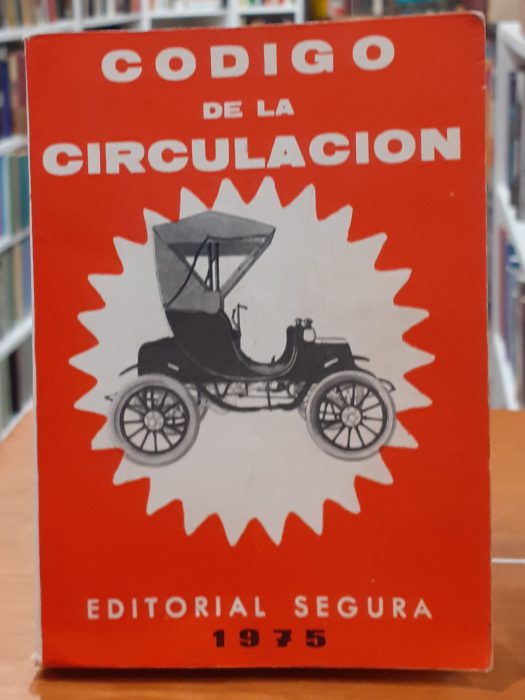 CODIGO
DE LA
CIRCULACION
EDITORIAL SEGURA
1975